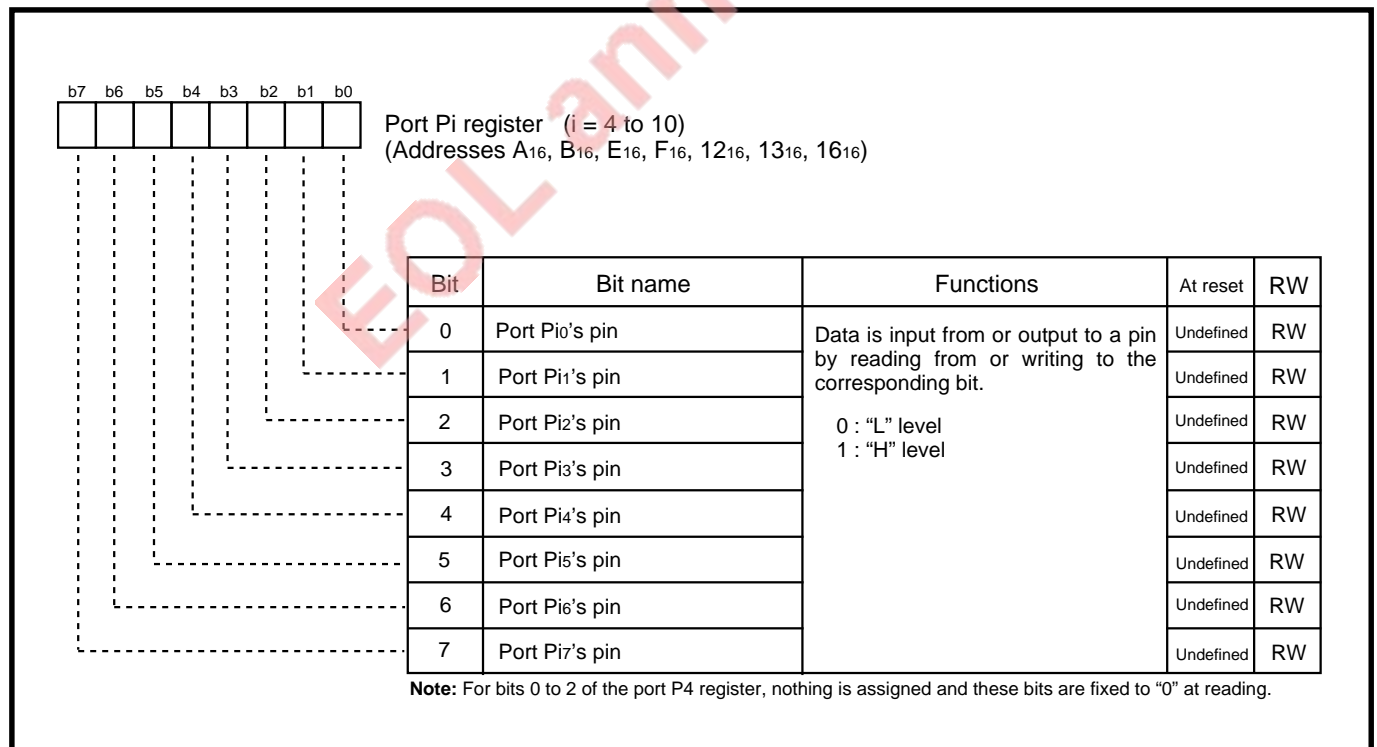 EOL ann
b7 b6 b5 b4 b3 b2 b1 b0
Port Pi register (i = 4 to 10)
(Addresses A16, B16, E16, F16, 1216, 1316, 1616)
Bit Bit name Functions At reset RW
0 Port Pi0’s pin Data is input from or output to a pin Undefined RW
by reading from or writing to the
1 Port Pi1’s pin corresponding bit. Undefined RW
2 Port Pi2’s pin 0 : “L” level Undefined RW
1 : “H” level
3 Port Pi3’s pin Undefined RW
4 Port Pi4’s pin Undefined RW
5 Port Pi5’s pin Undefined RW
6 Port Pi6’s pin Undefined RW
7 Port Pi7’s pin Undefined RW
Note: For bits 0 to 2 of the port P4 register, nothing is assigned and these bits are fixed to “0” at reading.